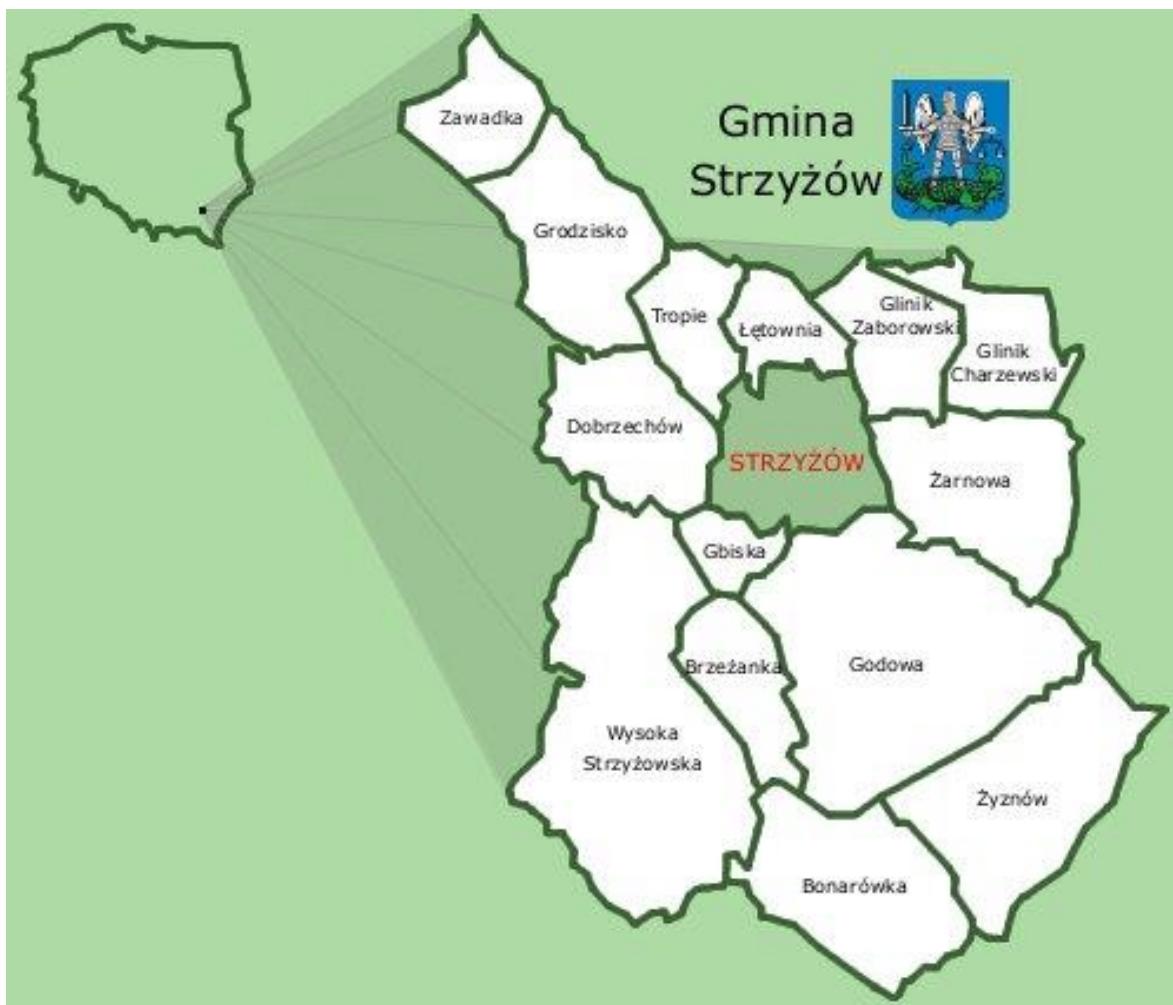 Gmina
Strzyżów
Zawadka
Grodzisko
Tropie
Łętownia
Glinik
Zaborowski
Glinik
Charzewski
Dobrzechów
STRZYŻÓW
Żarnowa
Gbiska
Brzeżanka
Godowa
Wysoka
Strzyżowska
Żyznów
Bonarówka